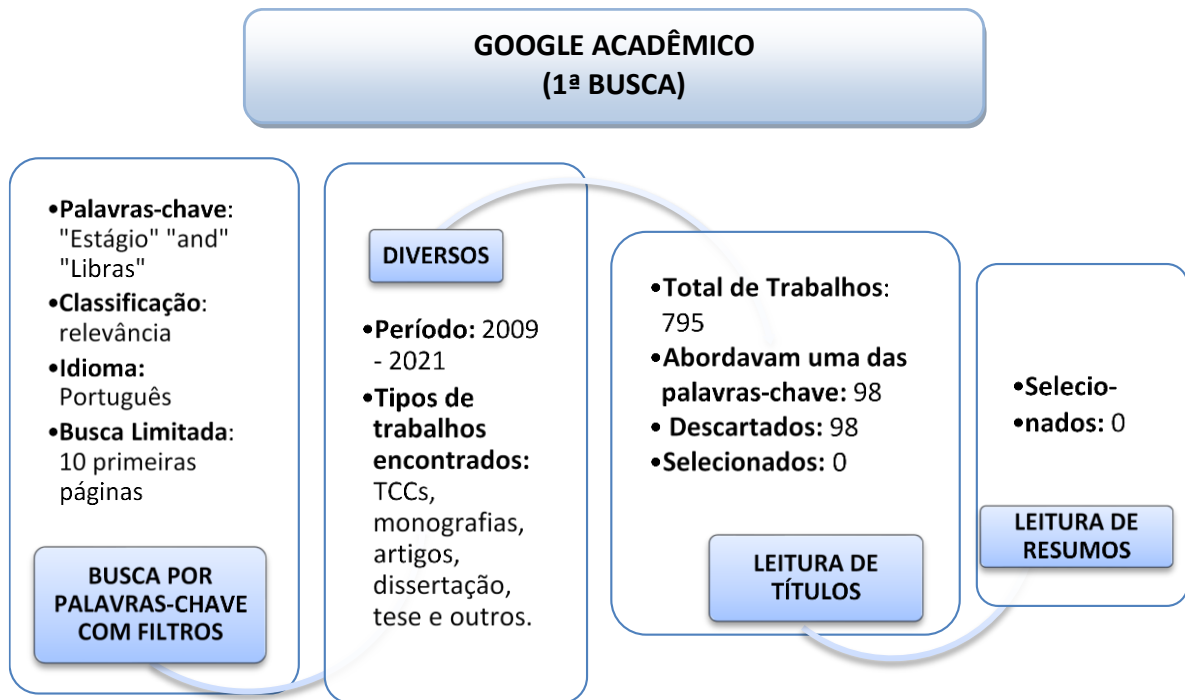 GOOGLE ACADÊMICO
(1ª BUSCA)
•Palavras-chave:
"Estágio" "and"
"Libras"
•Classificação:
relevância
•Idioma:
Português
•Busca Limitada:
10 primeiras
páginas
BUSCA POR
PALAVRAS-CHAVE
COM FILTROS
DIVERSOS
•Período: 2009
- 2021
•Tipos de
trabalhos
encontrados:
TCCs,
monografias,
artigos,
dissertação,
tese e outros.
•Total de Trabalhos:
795
•Abordavam uma das
palavras-chave: 98
• Descartados: 98
•Selecionados: 0
LEITURA DE
TÍTULOS
•Selecio-
•nados: 0
LEITURA DE
RESUMOS